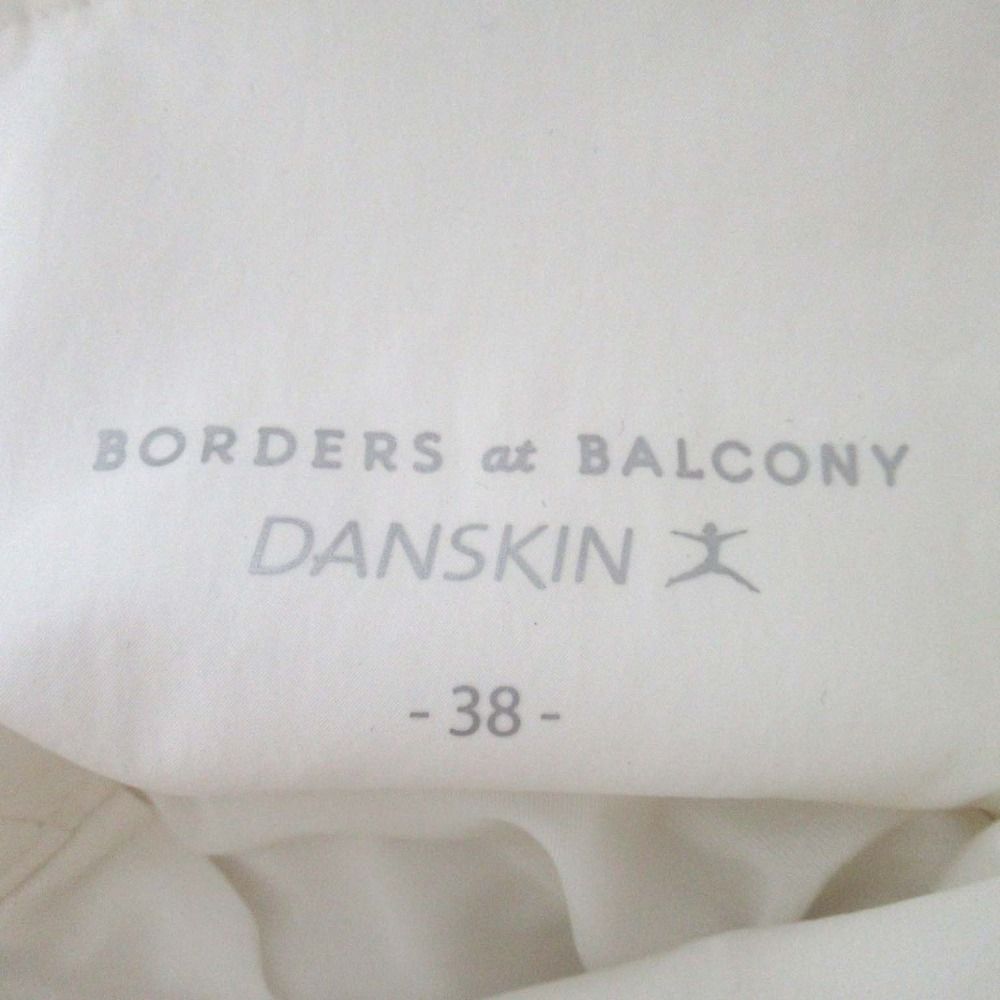 BORDERS at BALCONY
DANSKIN
- 38 -